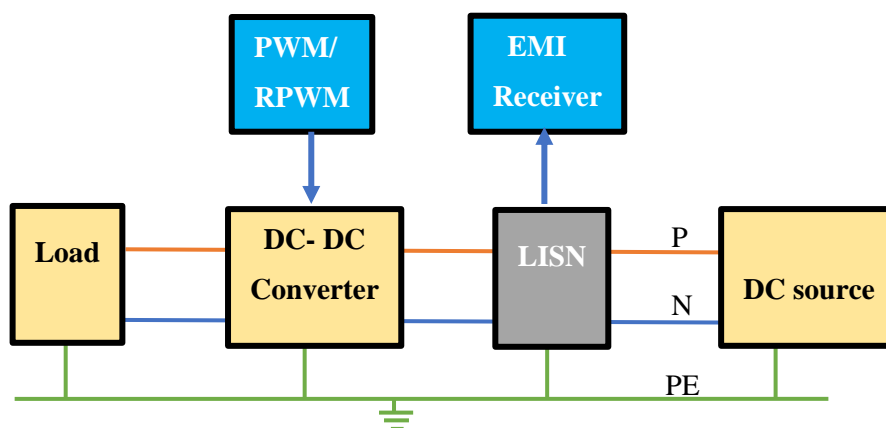 PWM/
RPWM
EMI
Receiver
Load
DC- DC
Converter
LISN
P
N
DC source
PE